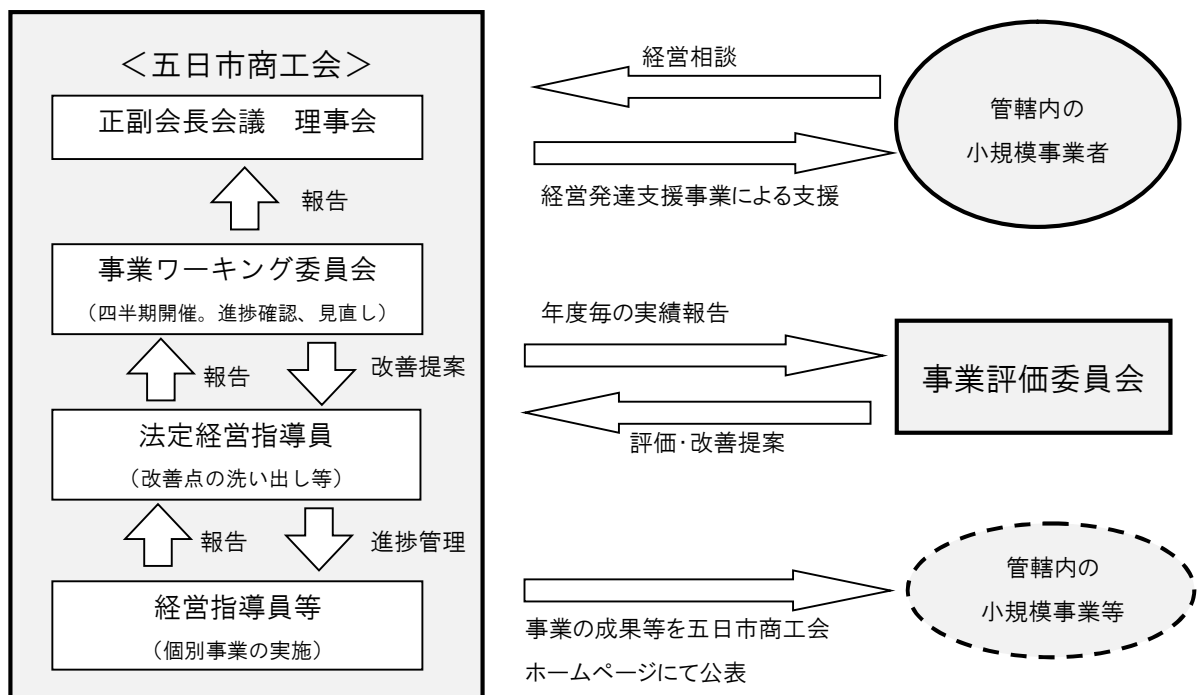 ＜五日市商工会＞
正副会長会議　理事会
報告
事業ワーキング委員会
（四半期開催。進捗確認、見直し）
報告
改善提案
法定経営指導員
（改善点の洗い出し等）
報告
進捗管理
経営指導員等
（個別事業の実施）
経営相談
経営発達支援事業による支援
管轄内の
小規模事業者
年度毎の実績報告
評価・改善提案
事業評価委員会
事業の成果等を五日市商工会
ホームページにて公表
管轄内の
小規模事業等